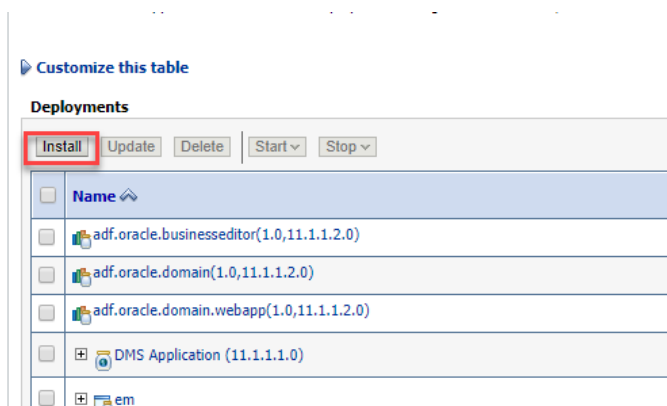 Customize this table
Deployments
Install Update Delete Start Stop
Name
adf.oracle.businesseditor(1.0,11.1.1.2.0)
adf.oracle.domain(1.0,11.1.1.2.0)
adf.oracle.domain.webapp(1.0,11.1.1.2.0)
DMS Application (11.1.1.1.0)
em